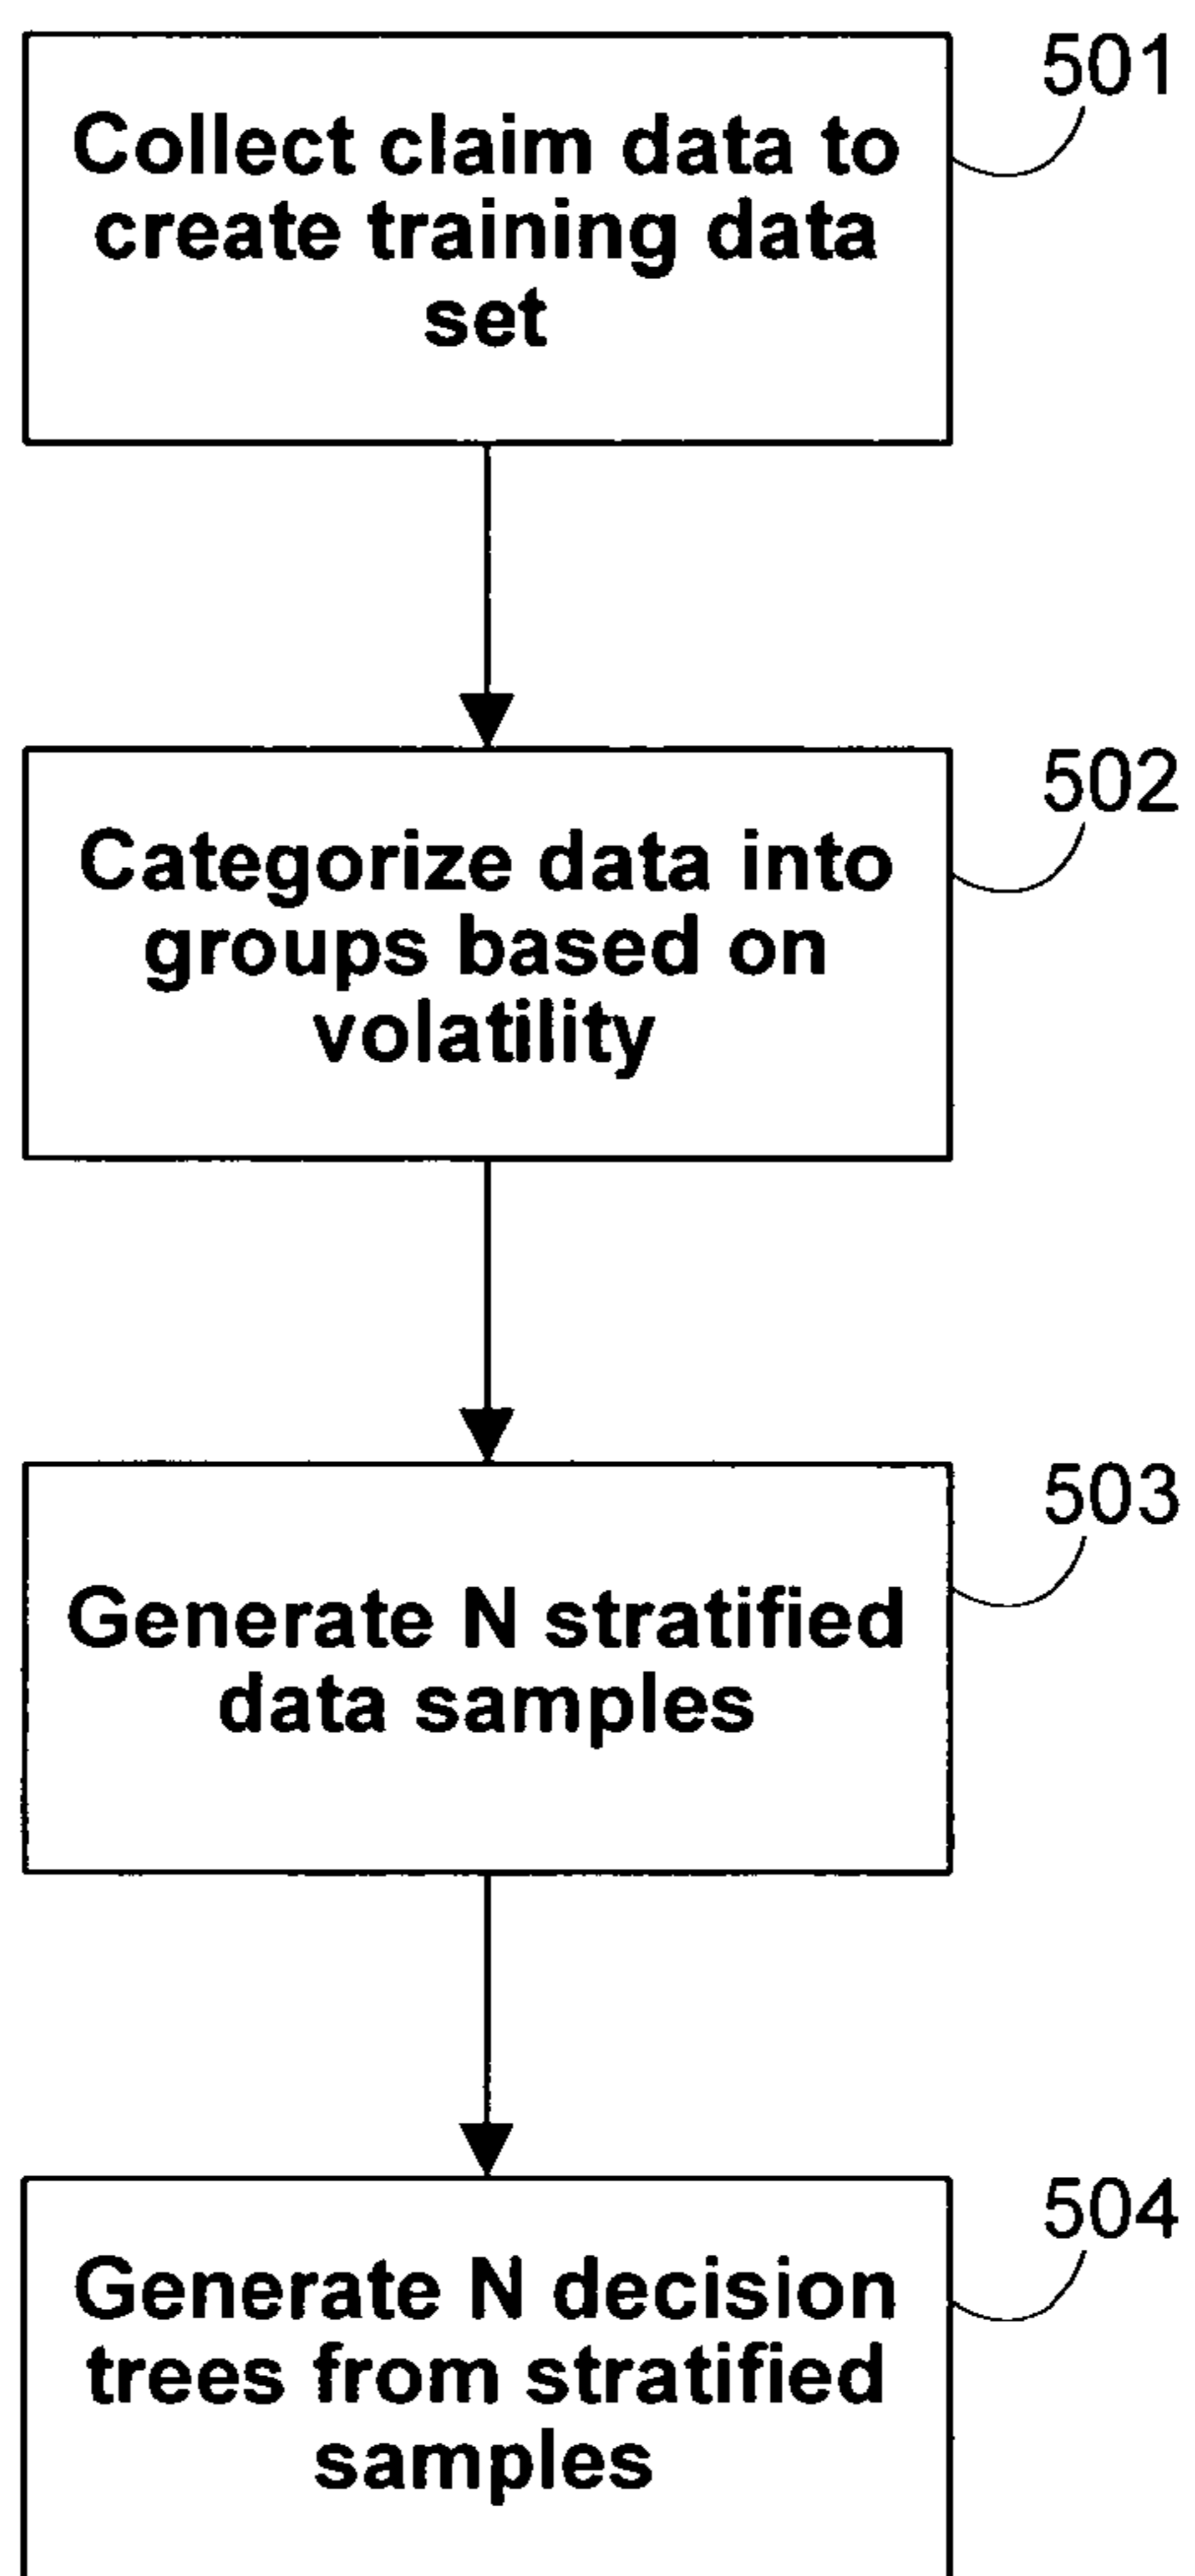 501
Collect claim data to
create training data
set
502
Categorize data into
groups based on
volatility
503
Generate N stratified
data samples
504
Generate N decision
trees from stratified
samples